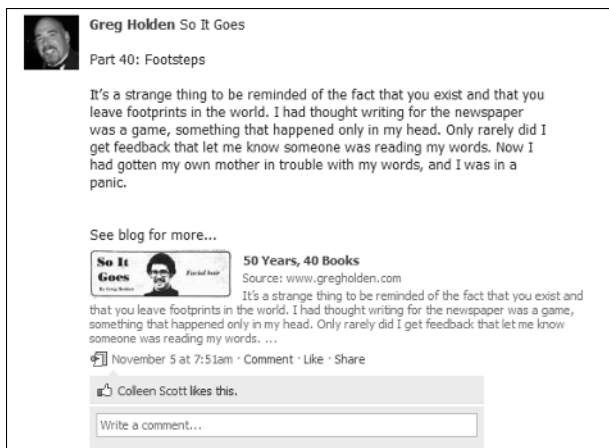 Greg Holden So It Goes
Part 40: Footsteps
It's a strange thing to be reminded of the fact that you exist and that you
leave footprints in the world. I had thought writing for the newspaper
was a game, something that happened only in my head. Only rarely did I
get feedback that let me know someone was reading my words. Now I
had gotten my own mother in trouble with my words, and I was in a
panic.
See blog for more...
So It
Goes
By Greg Holden
Facial hair
50 Years, 40 Books
Source: www.gregholden.com
It's a strange thing to be reminded of the fact that you exist and
that you leave footprints in the world. I had thought writing for the newspaper was a game,
something that happened only in my head. Only rarely did I get feedback that let me know
someone was reading my words. ...
November 5 at 7:51am · Comment · Like · Share
Colleen Scott likes this.
Write a comment...